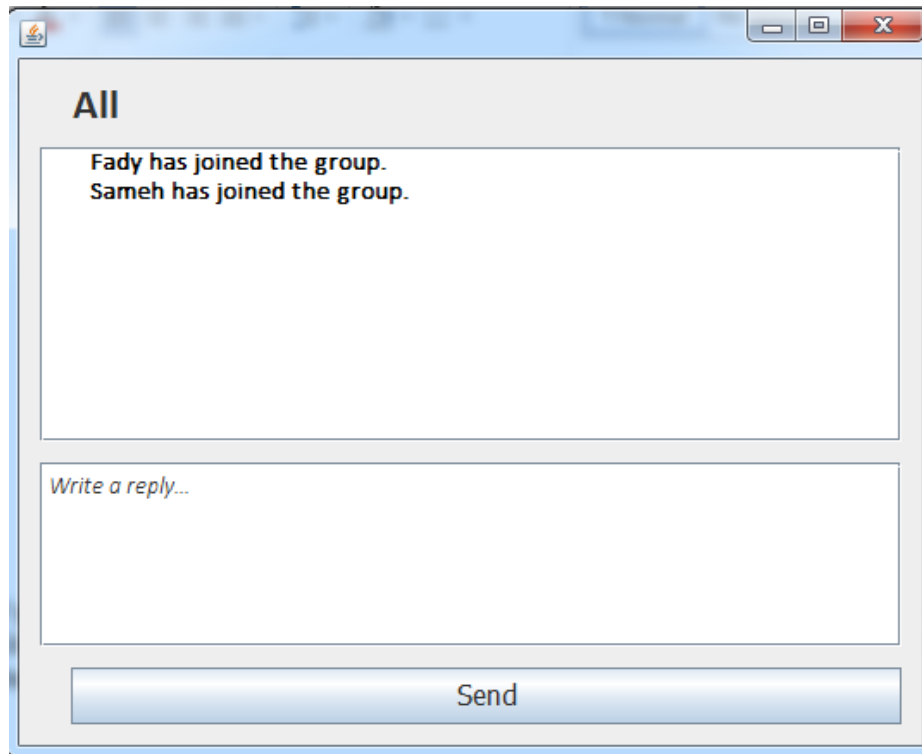 All
Fady has joined the group.
Sameh has joined the group.
Write a reply...
Send